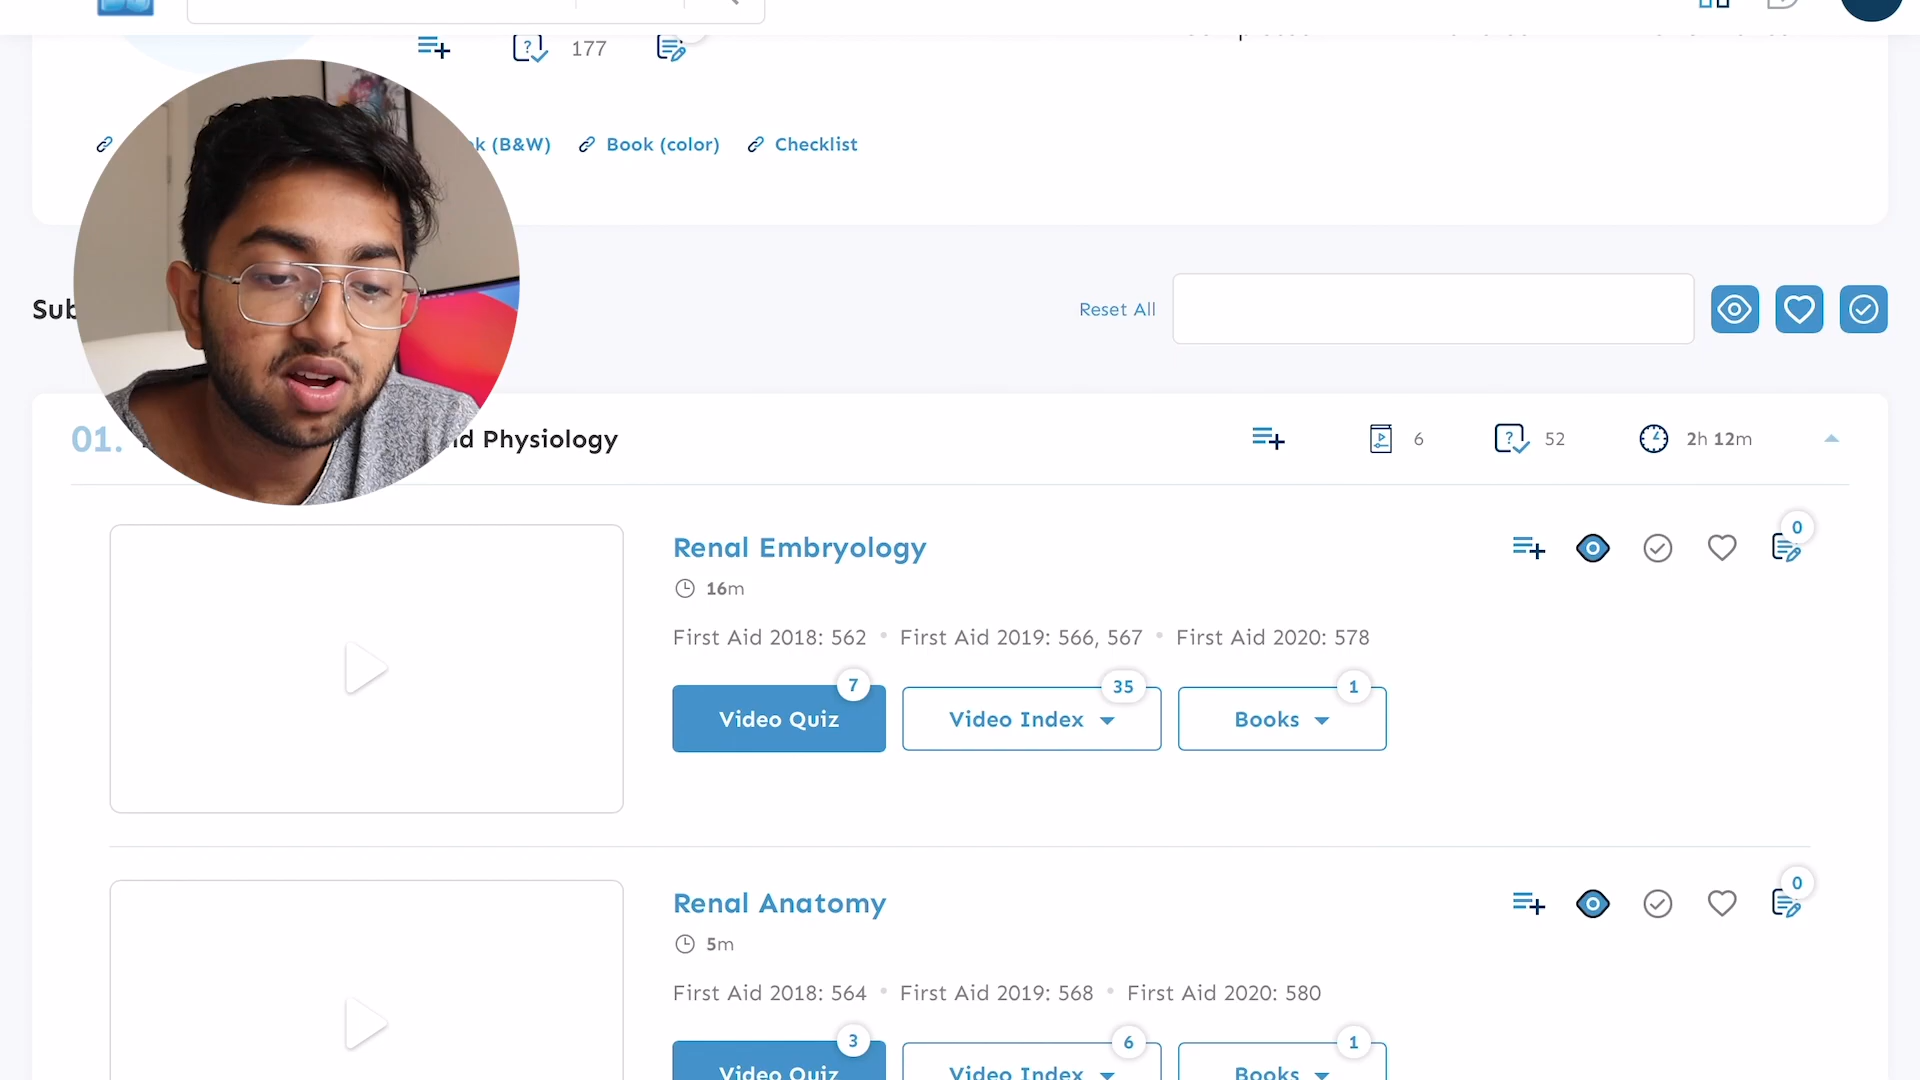 177
(B&W)
Book (color)
Checklist
Reset All
01.
Physiology
6
52
2h 12m
Renal Embryology
0
16m
First Aid 2018: 562 • First Aid 2019: 566, 567 • First Aid 2020: 578
Video Quiz
7
Video Index
35
Books
1
Renal Anatomy
0
5m
First Aid 2018: 564 • First Aid 2019: 568 • First Aid 2020: 580
Video Quiz
3
Video Index
6
Books
1